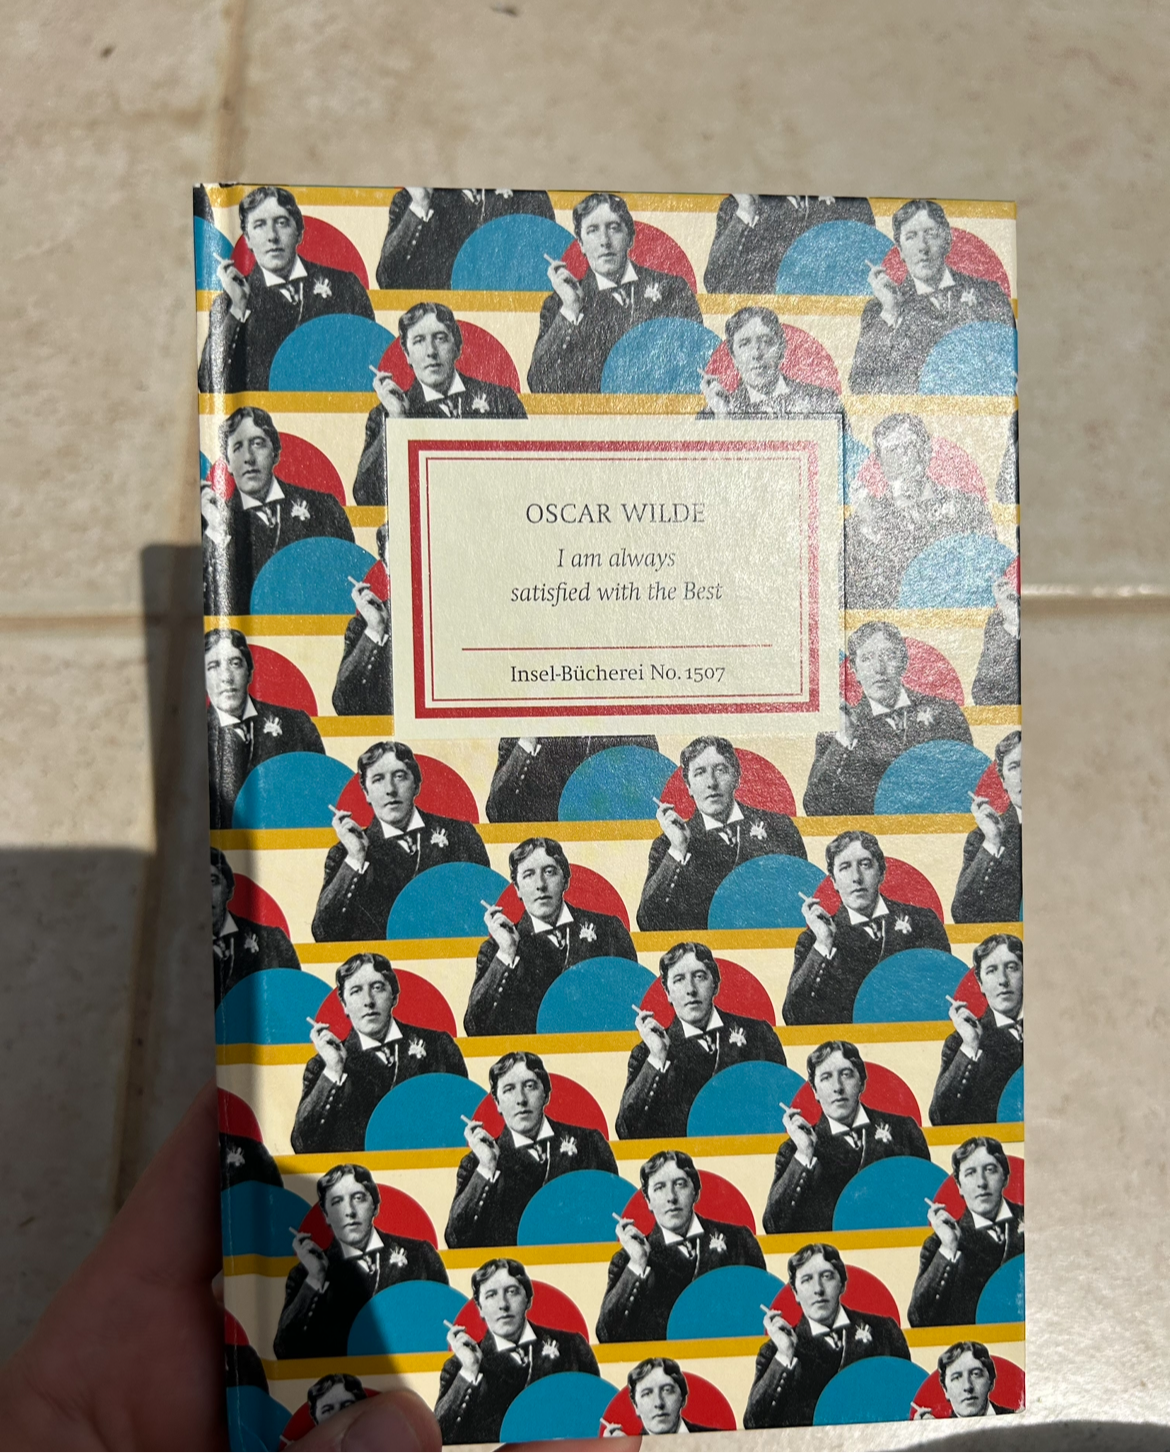 OSCAR WILDE
I am always
satisfied with the Best
Insel-Bücherei No. 1507